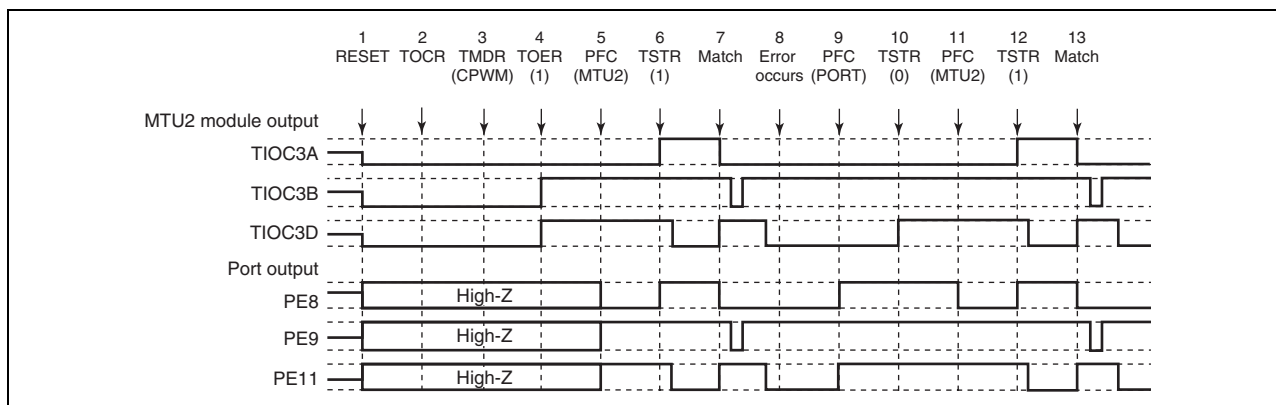 1 2 3 4 5 6 7 8 9 10 11 12 13
RESET TOCR TMDR TOER PFC TSTR Match Error PFC TSTR PFC TSTR Match
(CPWM) (1) (MTU2) (1) occurs (PORT) (0) (MTU2) (1)
MTU2 module output
TIOC3A
TIOC3B
TIOC3D
Port output
PE8 High-Z
PE9 High-Z
PE11 High-Z